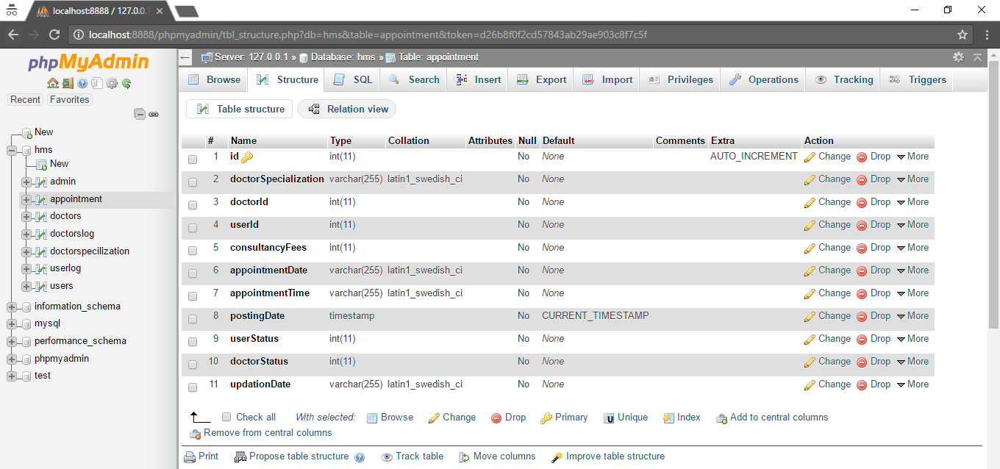 localhost:8888 / 127.0.0.1
localhost:8888/phpmyadmin/tbl_structure.php?db=hms&table=appointment&token=d26b8f0f2cd57843ab29ae903c8f7c5f
phpMyAdmin
Recent Favorites
New
hms
New
admin
appointment
doctors
doctorslog
doctorspecilization
userlog
users
information_schema
mysql
performance_schema
phpmyadmin
test
Server: 127.0.0.1 » Database: hms » Table: appointment
Browse Structure SQL Search Insert Export Import Privileges Operations Tracking Triggers
Table structure Relation view
# Name Type Collation Attributes Null Default Comments Extra Action
1 id int(11) No None AUTO_INCREMENT Change Drop More
2 doctorSpecialization varchar(255) latin1_swedish_ci No None Change Drop More
3 doctorId int(11) No None Change Drop More
4 userId int(11) No None Change Drop More
5 consultancyFees int(11) No None Change Drop More
6 appointmentDate varchar(255) latin1_swedish_ci No None Change Drop More
7 appointmentTime varchar(255) latin1_swedish_ci No None Change Drop More
8 postingDate timestamp No CURRENT_TIMESTAMP Change Drop More
9 userStatus int(11) No None Change Drop More
10 doctorStatus int(11) No None Change Drop More
11 updationDate varchar(255) latin1_swedish_ci No None Change Drop More
Check all With selected: Browse Change Drop Primary Unique Index Add to central columns
Remove from central columns
Print Propose table structure Track table Move columns Improve table structure